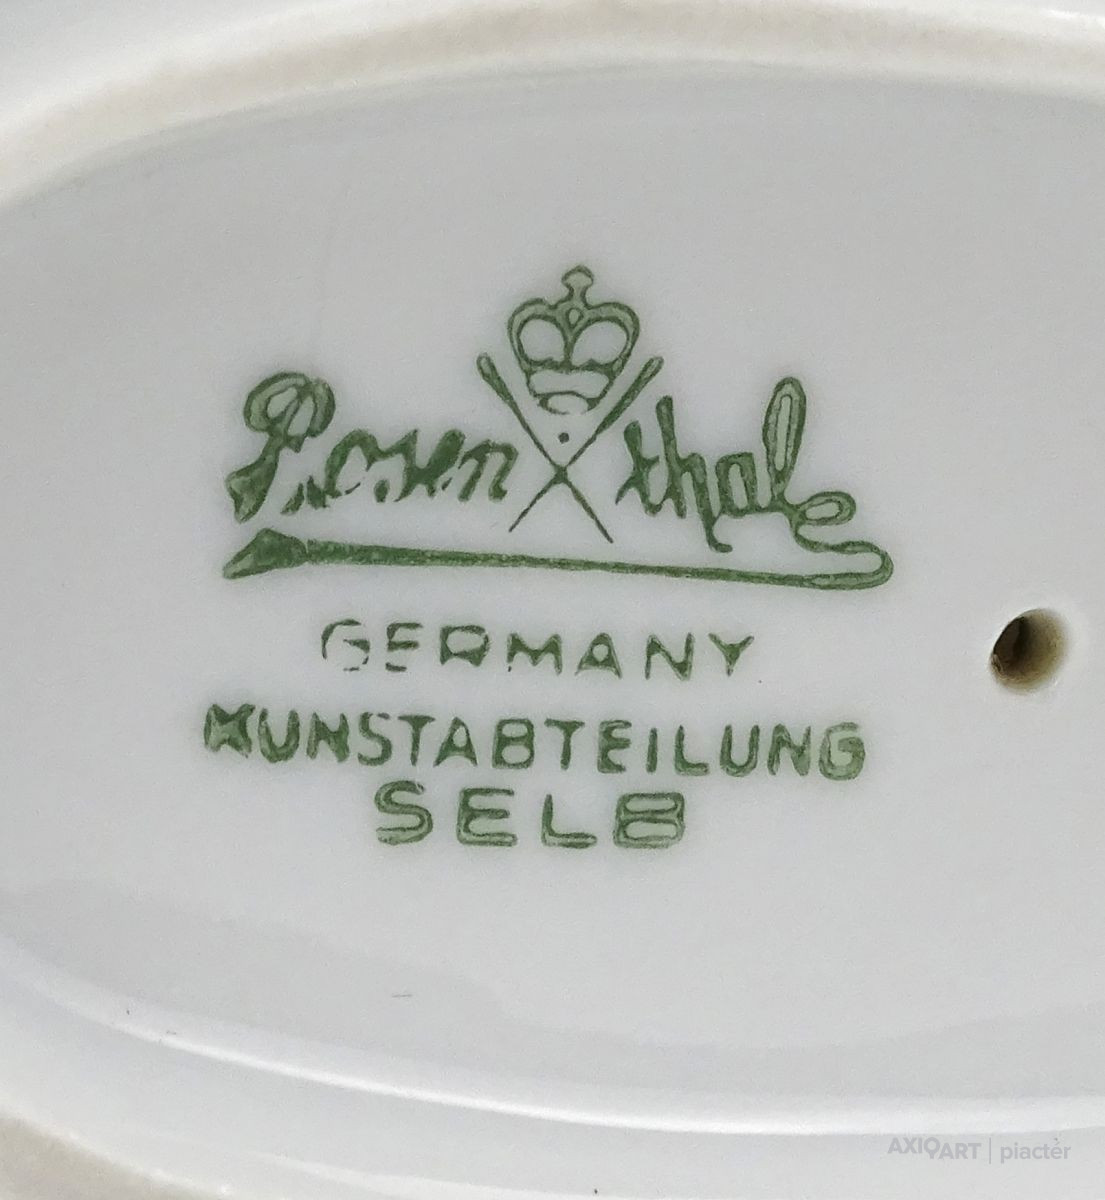 Rosenthal
GERMANY
KUNSTABTEILUNG
SELB
AXIOART | piactér